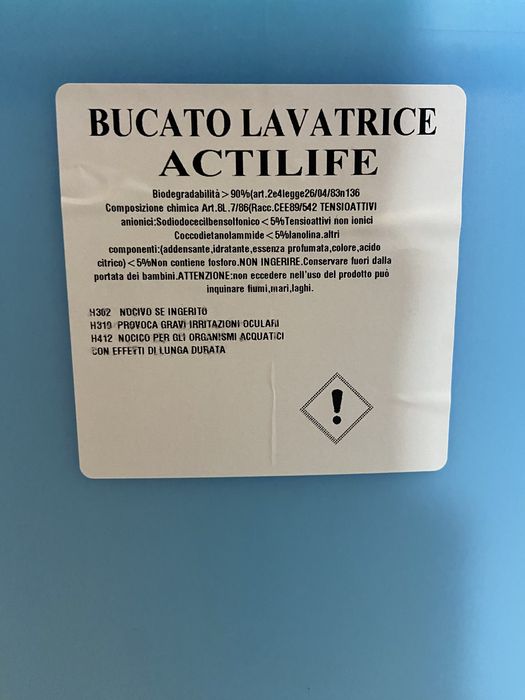 BUCATO LAVATRICE
ACTILIFE
Biodegradabilità > 90%(art.2e4legge26/04/83n136
Composizione chimica Art.8L.7/86(Racc.CEE89/542 TENSIOATTIVI
anionici:Sodiododecilbensolfonico<5%Tensioattivi non ionici
Coccodietanolammide<5%lanolina.altri
componenti:(addensante,idratante,essenza profumata,colore,acido
citrico)<5%Non contiene fosforo.NON INGERIRE.Conservare fuori dalla
portata dei bambini.ATTENZIONE:non eccedere nell'uso del prodotto può
inquinare fiumi,mari,laghi.
H302 NOCIVO SE INGERITO
H319 PROVOCA GRAVI IRRITAZIONI OCULARI
H412 NOCICO PER GLI ORGANISMI ACQUATICI
CON EFFETTI DI LUNGA DURATA